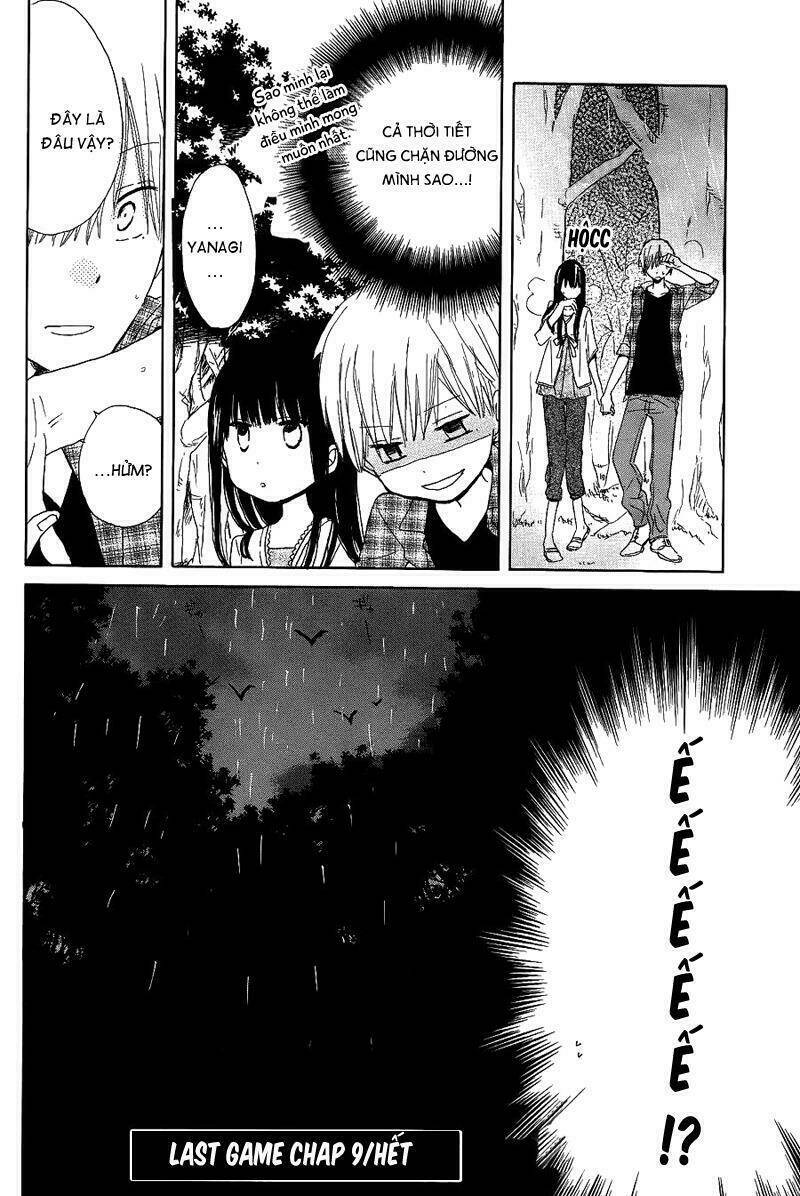 HỘCC
CẢ THỜI TIẾT
CŨNG CHẶN ĐƯỜNG
MÌNH SAO...!
Sao mình lại
không thể làm
điều mình mong
muốn nhất.
...
YANAGI
...
ĐÂY LÀ
ĐÂU VẬY?
...HỬM?
Ế
Ế
Ế
Ế
Ế
!?
LAST GAME CHAP 9/HẾT